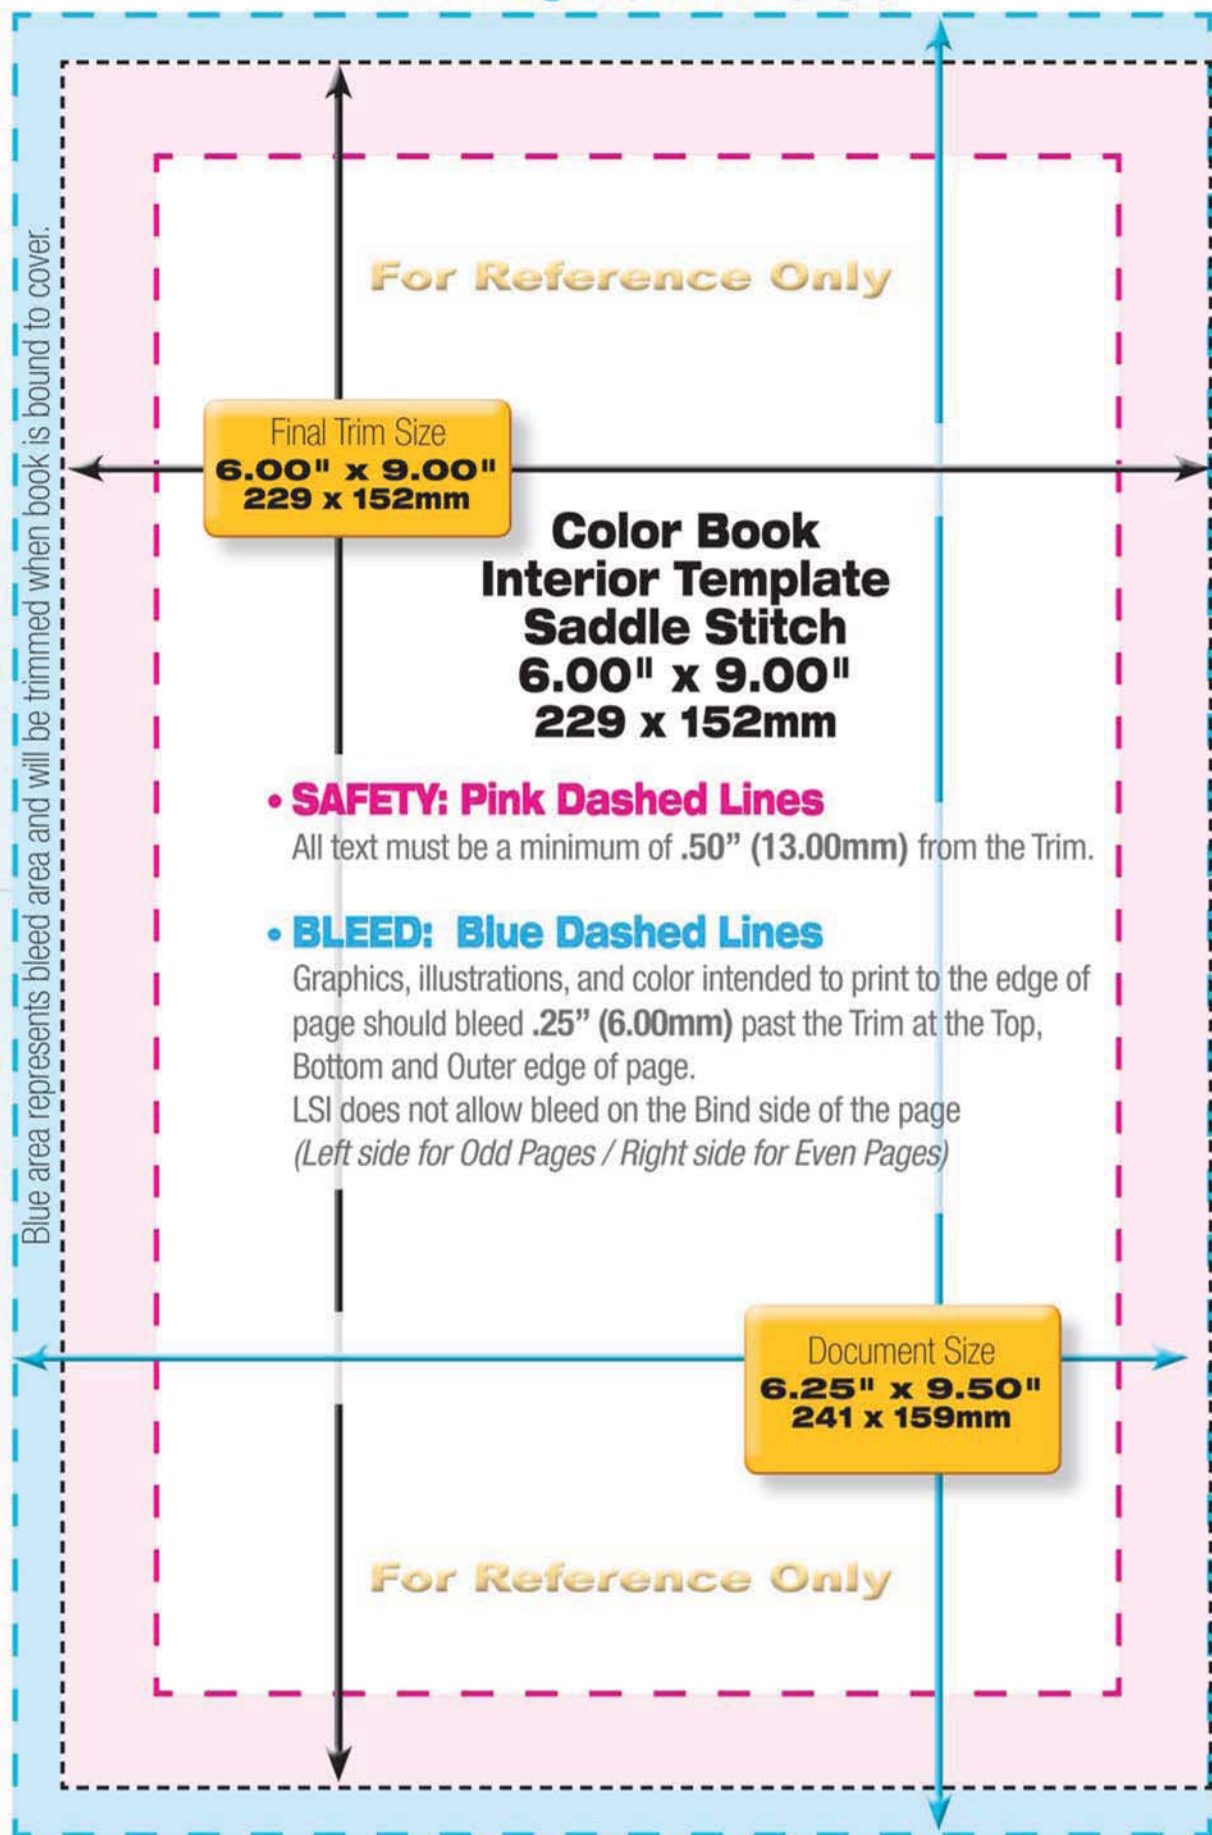 For Reference Only
Final Trim Size
6.00" x 9.00"
229 x 152mm
Color Book
Interior Template
Saddle Stitch
6.00" x 9.00"
229 x 152mm
• SAFETY: Pink Dashed Lines
All text must be a minimum of .50” (13.00mm) from the Trim.
• BLEED: Blue Dashed Lines
Graphics, illustrations, and color intended to print to the edge of
page should bleed .25” (6.00mm) past the Trim at the Top,
Bottom and Outer edge of page.
LSI does not allow bleed on the Bind side of the page
(Left side for Odd Pages / Right side for Even Pages)
Document Size
6.25" x 9.50"
241 x 159mm
For Reference Only
Blue area represents bleed area and will be trimmed when book is bound to cover.